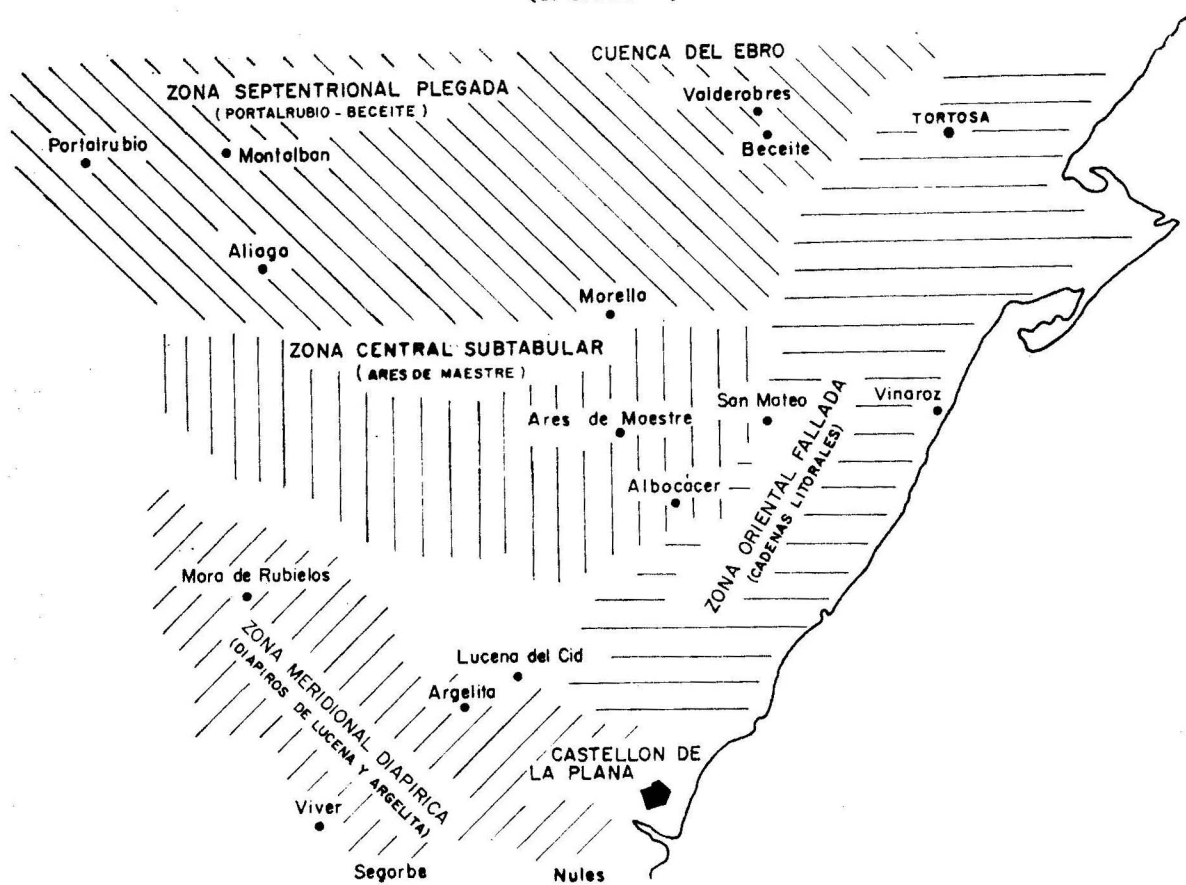 CUENCA DEL EBRO
ZONA SEPTENTRIONAL PLEGADA
(PORTALRUBIO - BECEITE)
Valderobres
TORTOSA
Portalrubio
Montalban
Beceite
Aliaga
Morella
ZONA CENTRAL SUBTABULAR
(ARES DE MAESTRE)
San Mateo
Vinaroz
Ares de Maestre
Albocácer
ZONA ORIENTAL FALLADA
(CADENAS LITORALES)
Mora de Rubielos
ZONA MERIDIONAL DIAPIRICA
(DIAPIROS DE LUCENA Y ARGELITA)
Lucena del Cid
Argelita
CASTELLON DE
LA PLANA
Viver
Segorbe
Nules